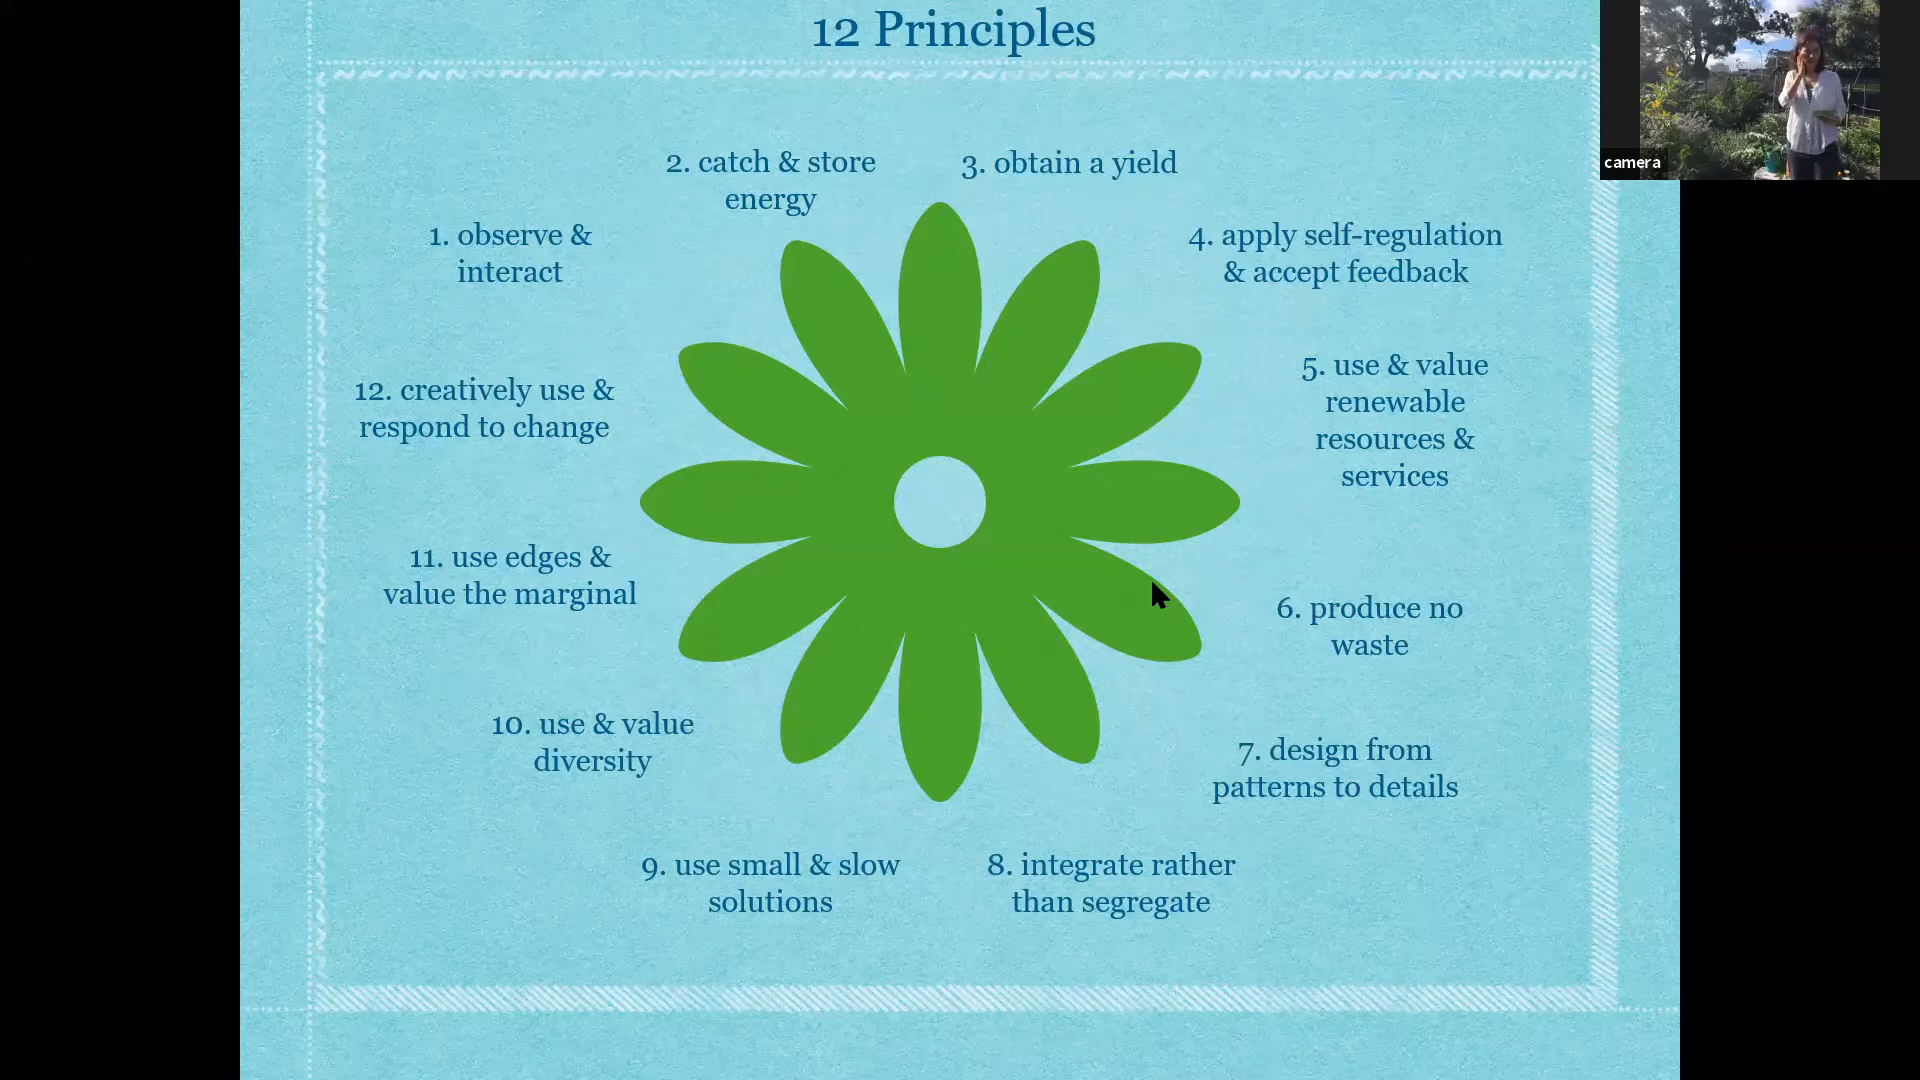 12 Principles
camera
1. observe &
interact
2. catch & store
energy
3. obtain a yield
4. apply self-regulation
& accept feedback
5. use & value
renewable
resources &
services
6. produce no
waste
7. design from
patterns to details
8. integrate rather
than segregate
9. use small & slow
solutions
10. use & value
diversity
11. use edges &
value the marginal
12. creatively use &
respond to change